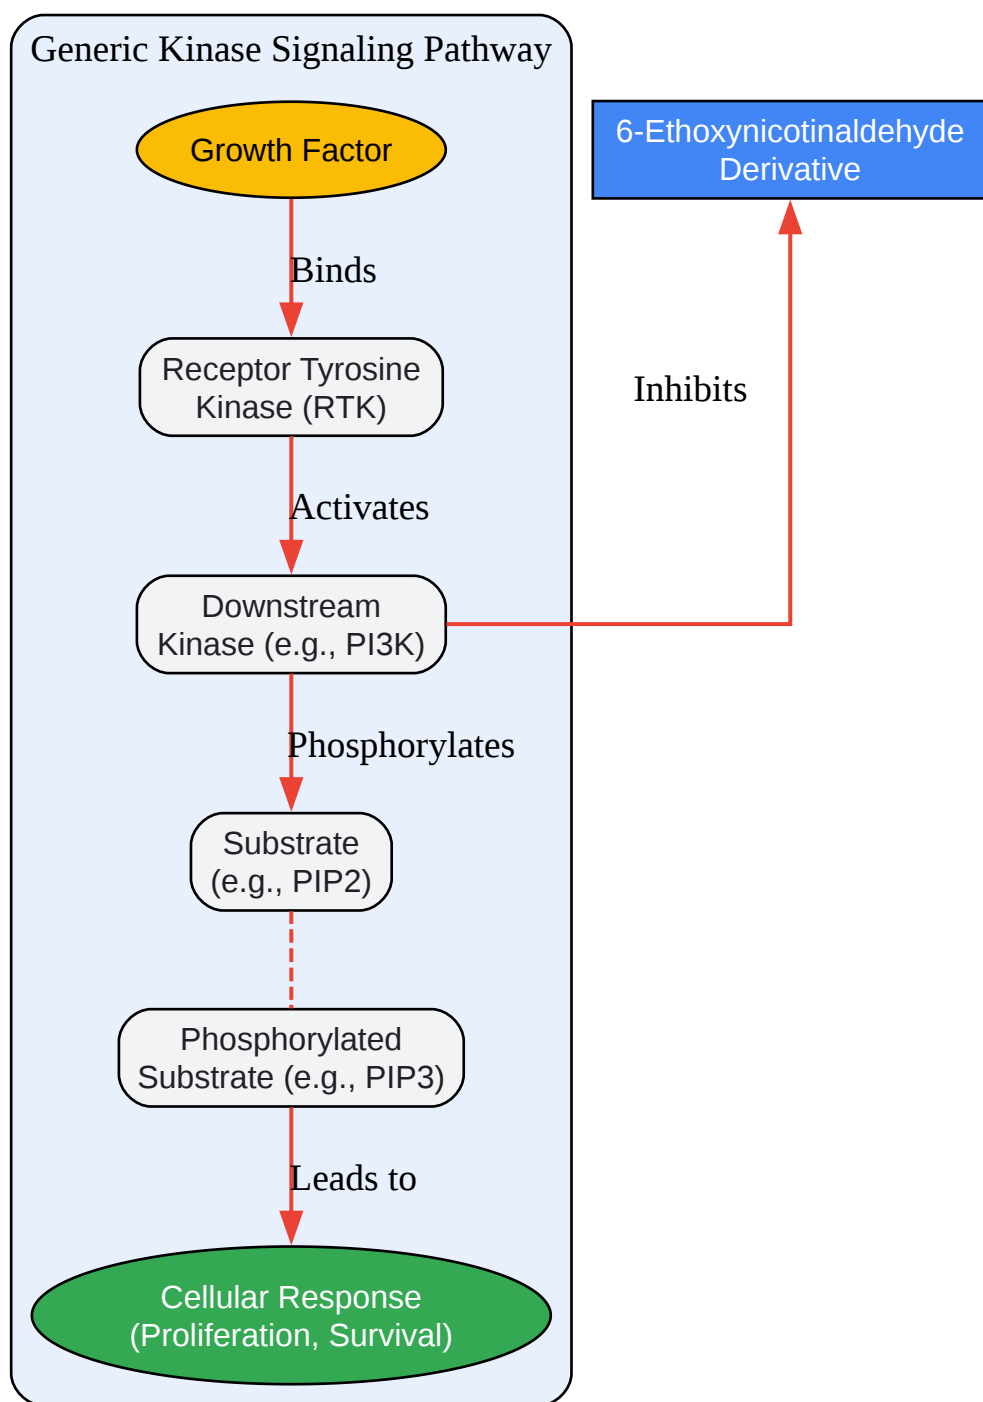 Generic Kinase Signaling Pathway
Growth Factor
6-Ethoxynicotinaldehyde
Derivative
Binds
Receptor Tyrosine
Kinase (RTK)
Inhibits
Activates
Downstream
Kinase (e.g., PI3K)
Phosphorylates
Substrate
(e.g., PIP2)
Phosphorylated
Substrate (e.g., PIP3)
Leads to
Cellular Response
(Proliferation, Survival)